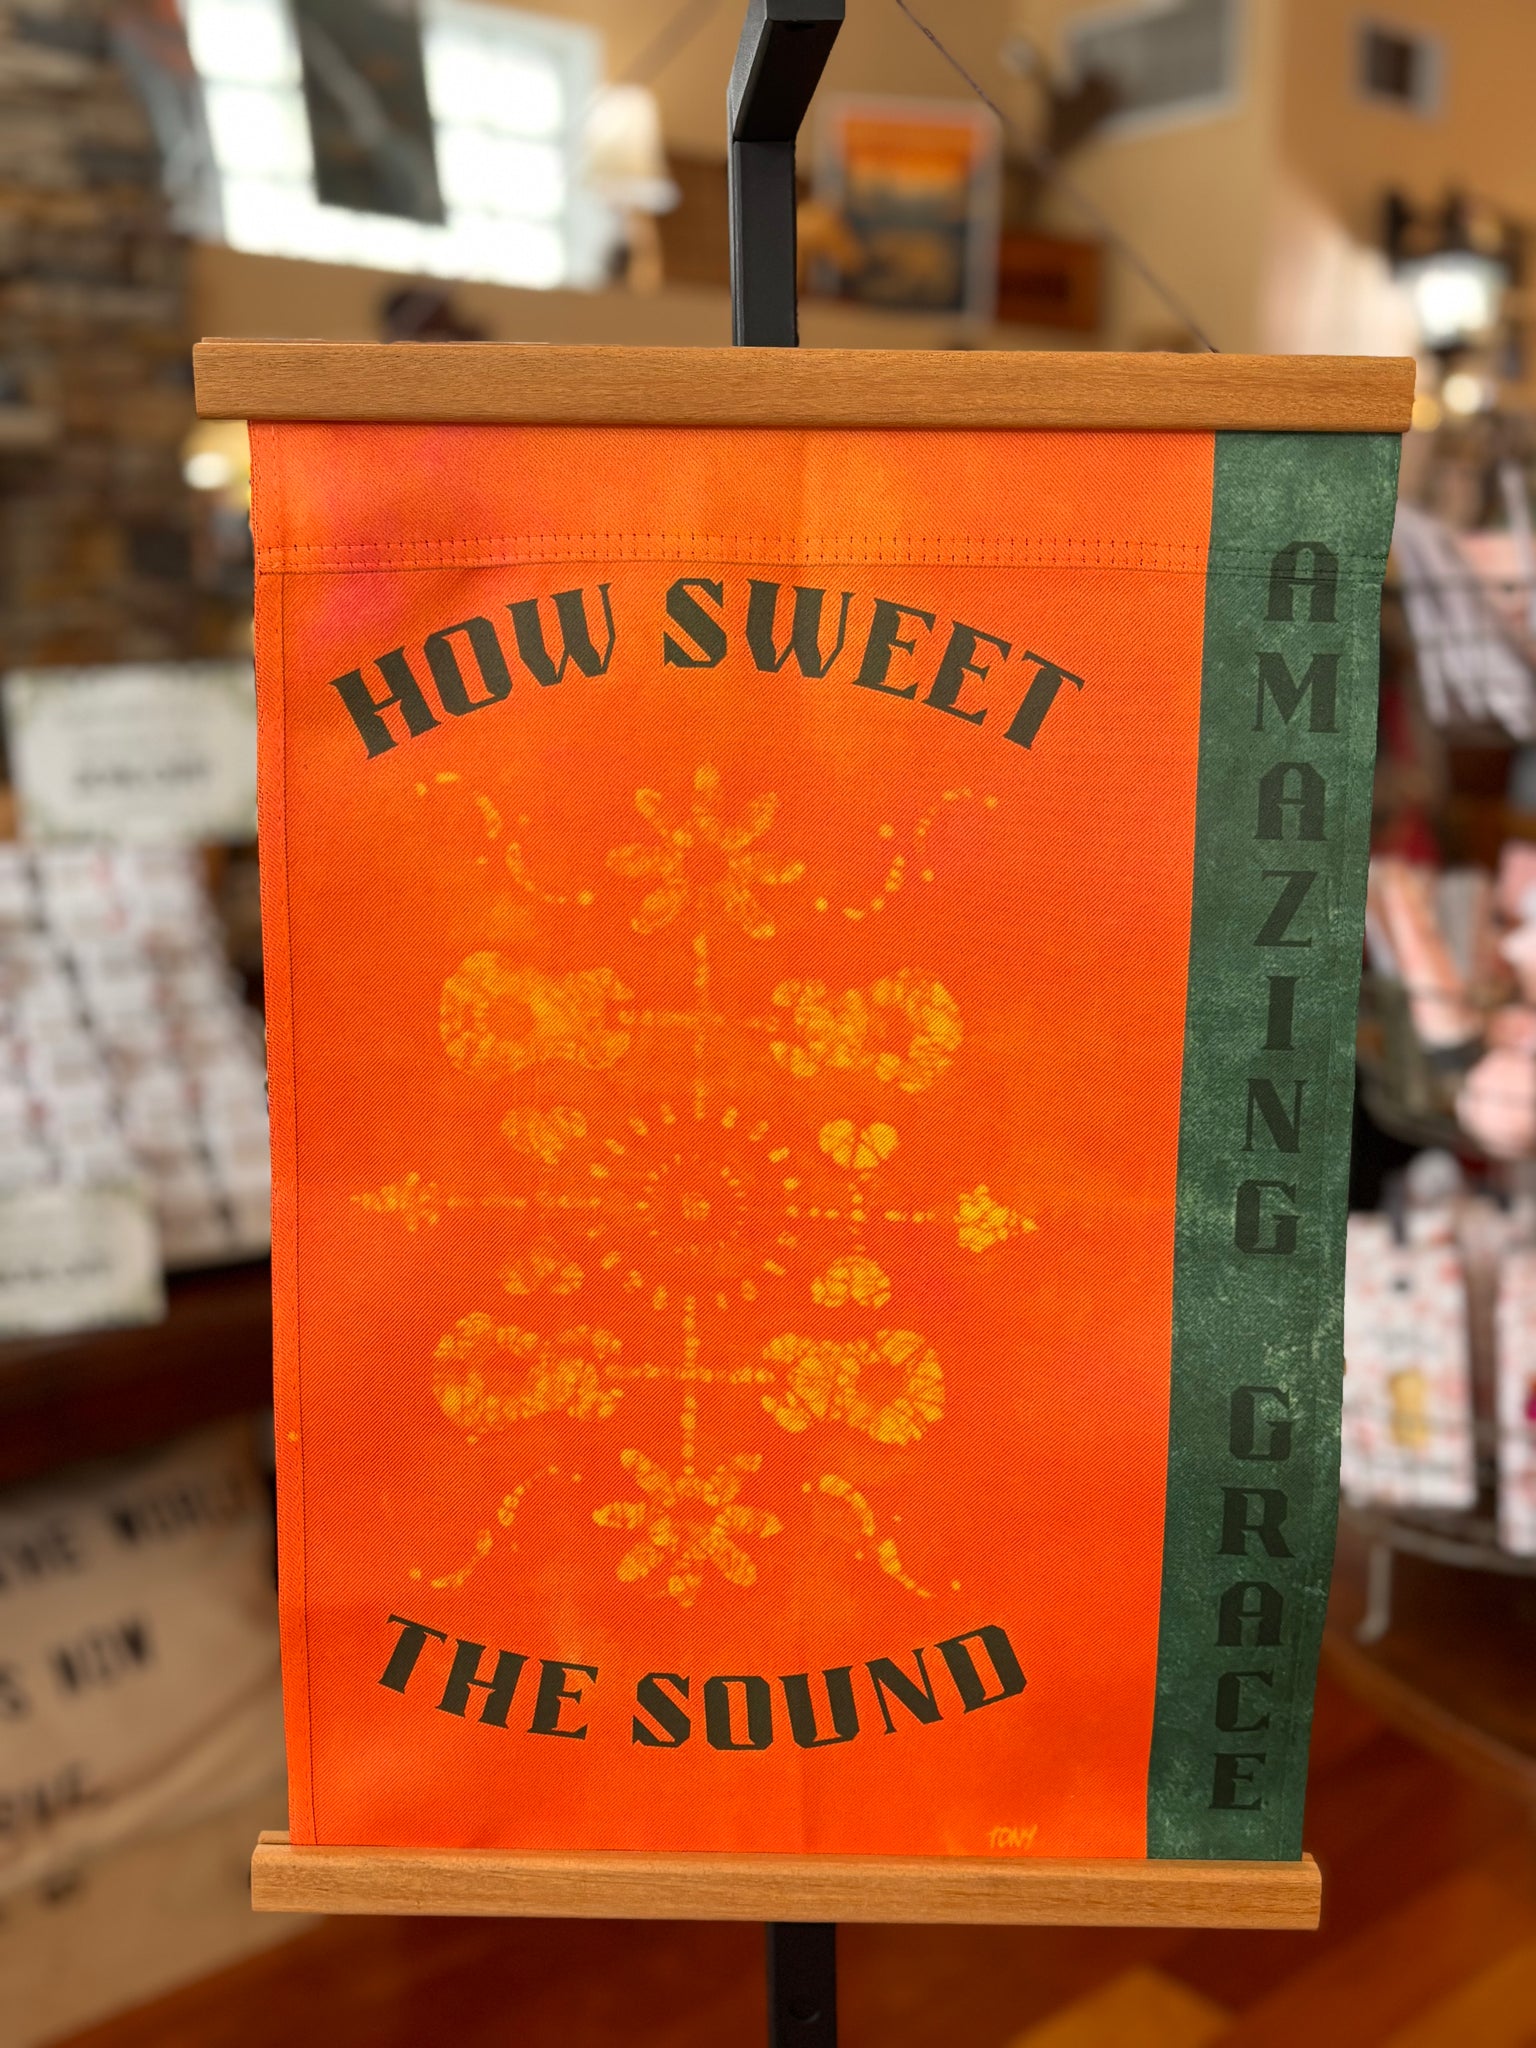 HOW SWEET
THE SOUND
TONY
AMAZING GRACE